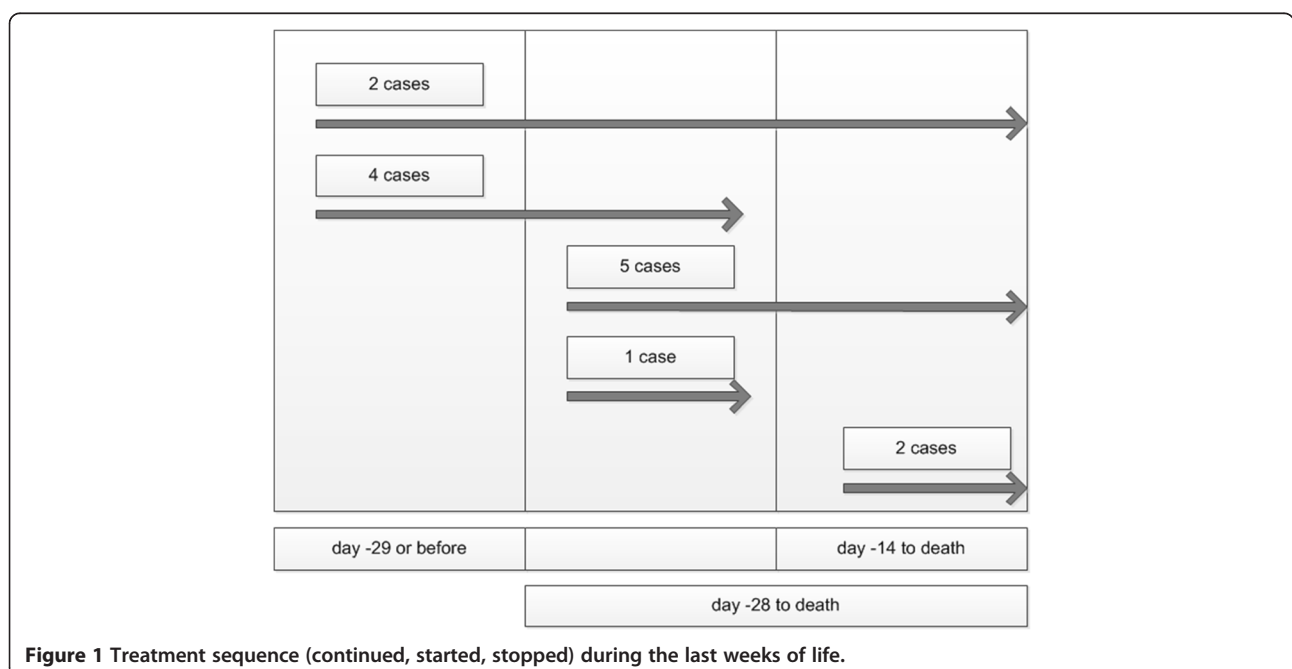 2 cases
4 cases
5 cases
1 case
2 cases
day -29 or before
day -14 to death
day -28 to death
Figure 1 Treatment sequence (continued, started, stopped) during the last weeks of life.